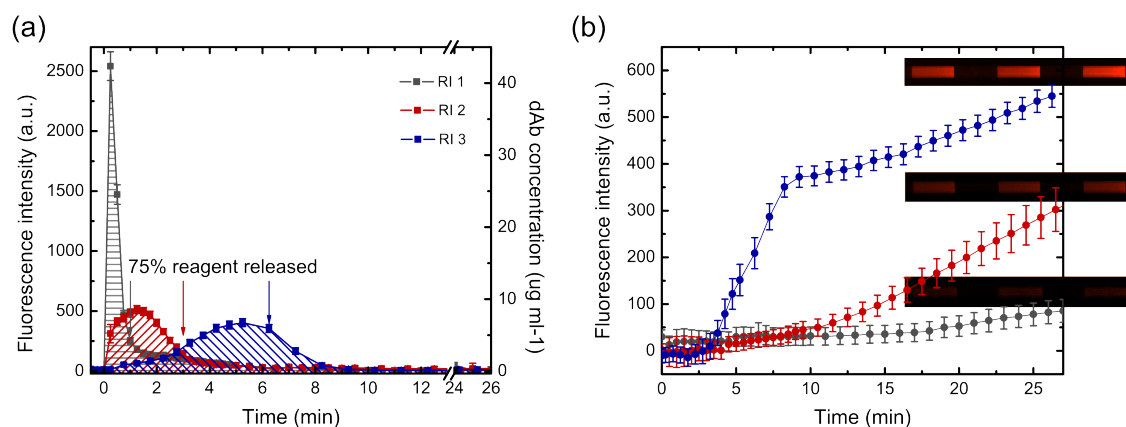 (a)
Fluorescence intensity (a.u.)
2500
2000
1500
1000
500
0
RI 1
RI 2
RI 3
75% reagent released
40
30
20
10
0
dAb concentration (ug ml-1)
0 2 4 6 8 10 12 24 26
Time (min)
(b)
Fluorescence intensity (a.u.)
600
500
400
300
200
100
0
0 5 10 15 20 25
Time (min)